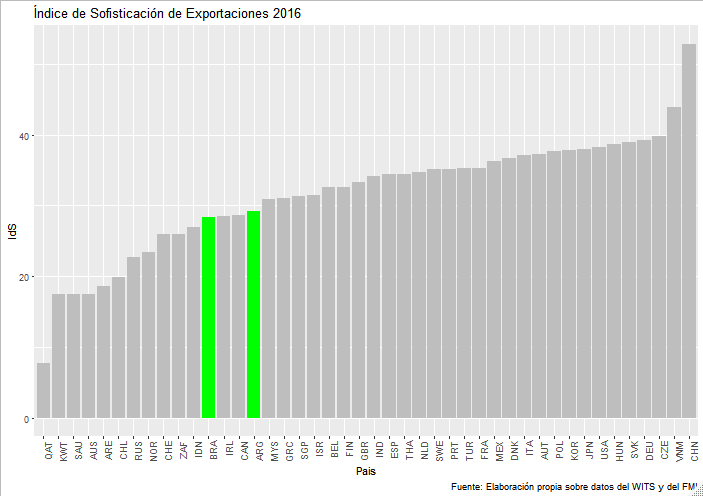 Índice de Sofisticación de Exportaciones 2016
IdS
40
20
0
QAT
KWT
SAU
AUS
ARE
CHL
RUS
NOR
CHE
ZAF
IDN
BRA
IRL
CAN
ARG
MYS
GRC
SGP
ISR
BEL
FIN
GBR
IND
ESP
THA
NLD
SWE
PRT
TUR
FRA
MEX
DNK
ITA
AUT
POL
KOR
JPN
USA
HUN
SVK
DEU
CZE
VNM
CHN
Pais
Fuente: Elaboración propia sobre datos del WITS y del FMI